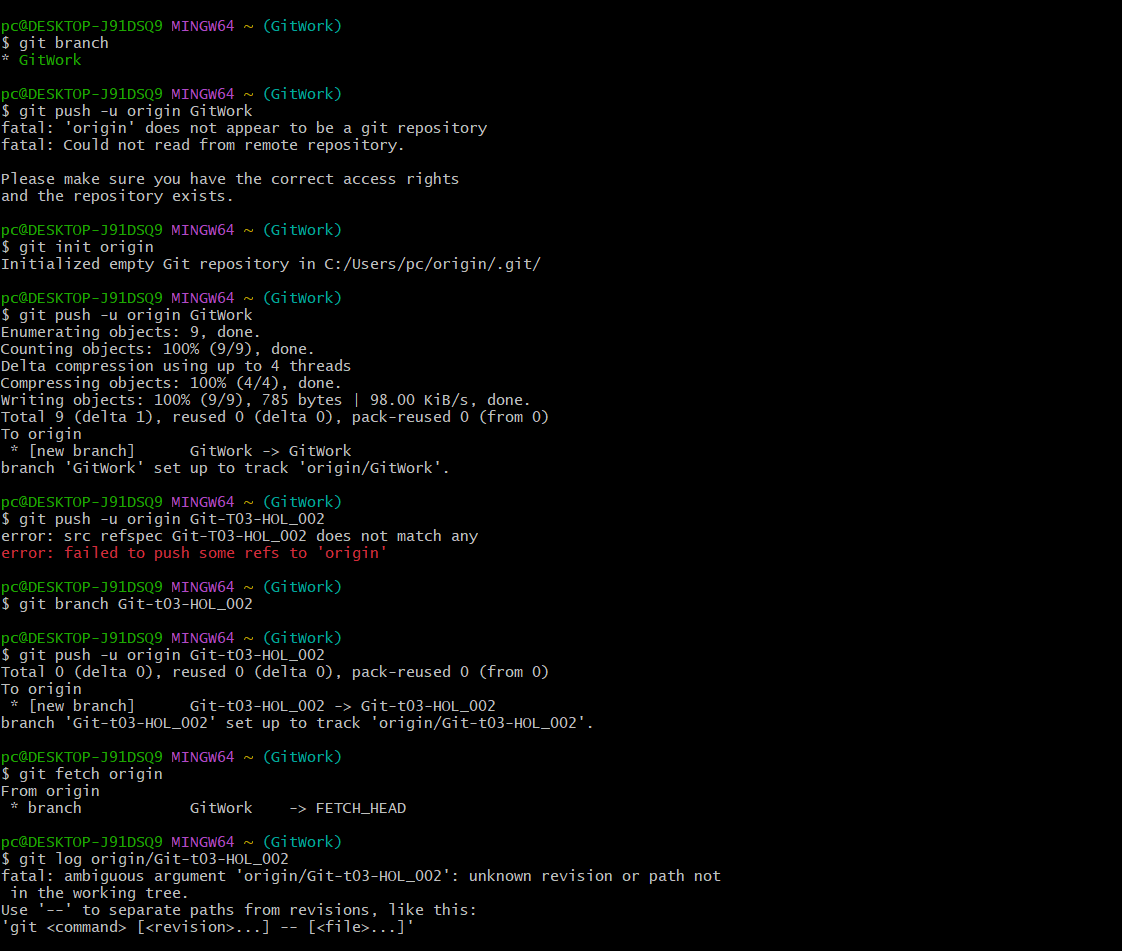 pc@DESKTOP-J91DSQ9 MINGW64 ~ (GitWork)
$ git branch
* GitWork
pc@DESKTOP-J91DSQ9 MINGW64 ~ (GitWork)
$ git push -u origin GitWork
fatal: 'origin' does not appear to be a git repository
fatal: Could not read from remote repository.
Please make sure you have the correct access rights
and the repository exists.
pc@DESKTOP-J91DSQ9 MINGW64 ~ (GitWork)
$ git init origin
Initialized empty Git repository in C:/Users/pc/origin/.git/
pc@DESKTOP-J91DSQ9 MINGW64 ~ (GitWork)
$ git push -u origin GitWork
Enumerating objects: 9, done.
Counting objects: 100% (9/9), done.
Delta compression using up to 4 threads
Compressing objects: 100% (4/4), done.
Writing objects: 100% (9/9), 785 bytes | 98.00 KiB/s, done.
Total 9 (delta 1), reused 0 (delta 0), pack-reused 0 (from 0)
To origin
 * [new branch]      GitWork -> GitWork
branch 'GitWork' set up to track 'origin/GitWork'.
pc@DESKTOP-J91DSQ9 MINGW64 ~ (GitWork)
$ git push -u origin Git-T03-HOL_002
error: src refspec Git-T03-HOL_002 does not match any
error: failed to push some refs to 'origin'
pc@DESKTOP-J91DSQ9 MINGW64 ~ (GitWork)
$ git branch Git-t03-HOL_002
pc@DESKTOP-J91DSQ9 MINGW64 ~ (GitWork)
$ git push -u origin Git-t03-HOL_002
Total 0 (delta 0), reused 0 (delta 0), pack-reused 0 (from 0)
To origin
 * [new branch]      Git-t03-HOL_002 -> Git-t03-HOL_002
branch 'Git-t03-HOL_002' set up to track 'origin/Git-t03-HOL_002'.
pc@DESKTOP-J91DSQ9 MINGW64 ~ (GitWork)
$ git fetch origin
From origin
 * branch            GitWork    -> FETCH_HEAD
pc@DESKTOP-J91DSQ9 MINGW64 ~ (GitWork)
$ git log origin/Git-t03-HOL_002
fatal: ambiguous argument 'origin/Git-t03-HOL_002': unknown revision or path not
 in the working tree.
Use '--' to separate paths from revisions, like this:
'git <command> [<revision>...] -- [<file>...]'